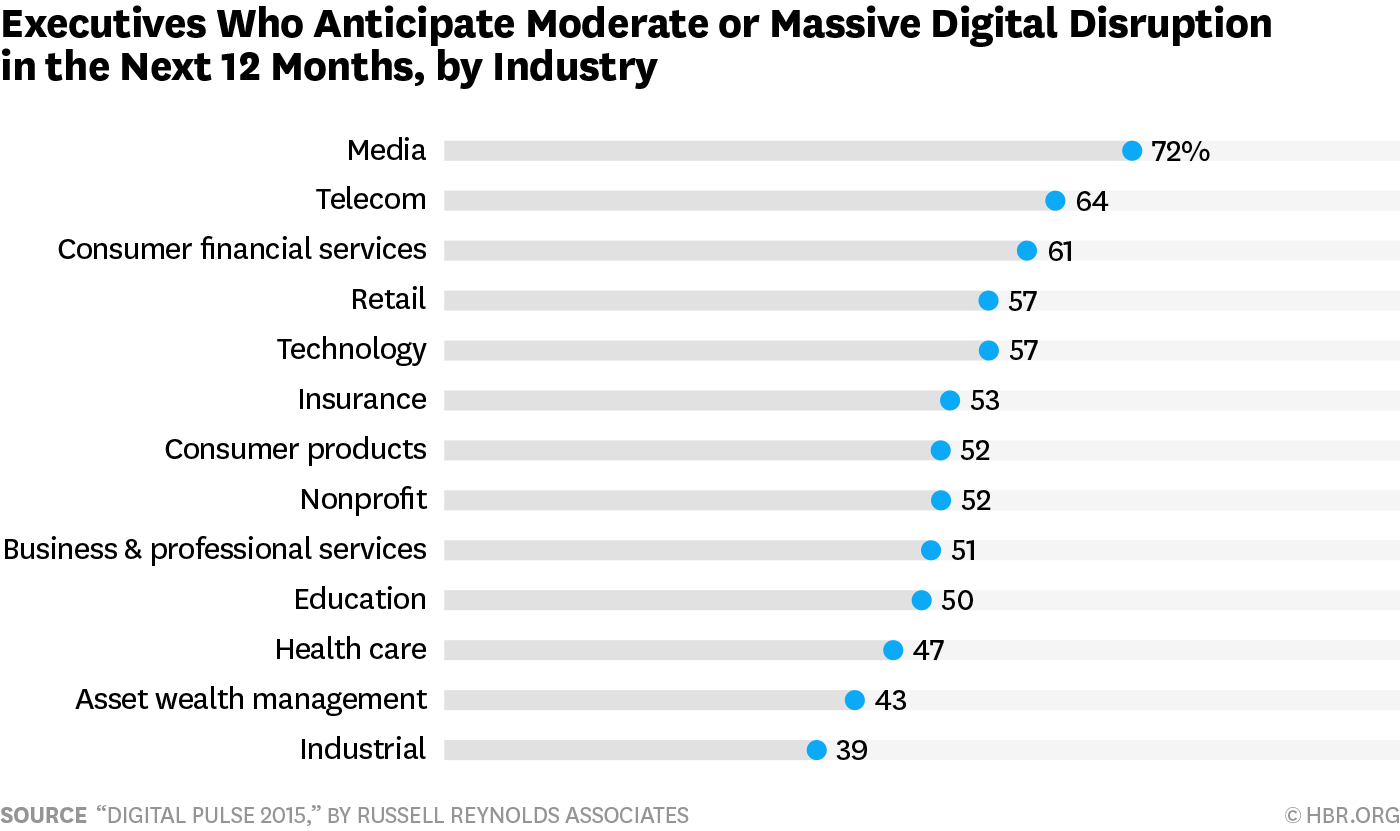 Executives Who Anticipate Moderate or Massive Digital Disruption
in the Next 12 Months, by Industry
Media 72%
Telecom 64
Consumer financial services 61
Retail 57
Technology 57
Insurance 53
Consumer products 52
Nonprofit 52
Business & professional services 51
Education 50
Health care 47
Asset wealth management 43
Industrial 39
SOURCE “DIGITAL PULSE 2015,” BY RUSSELL REYNOLDS ASSOCIATES © HBR.ORG